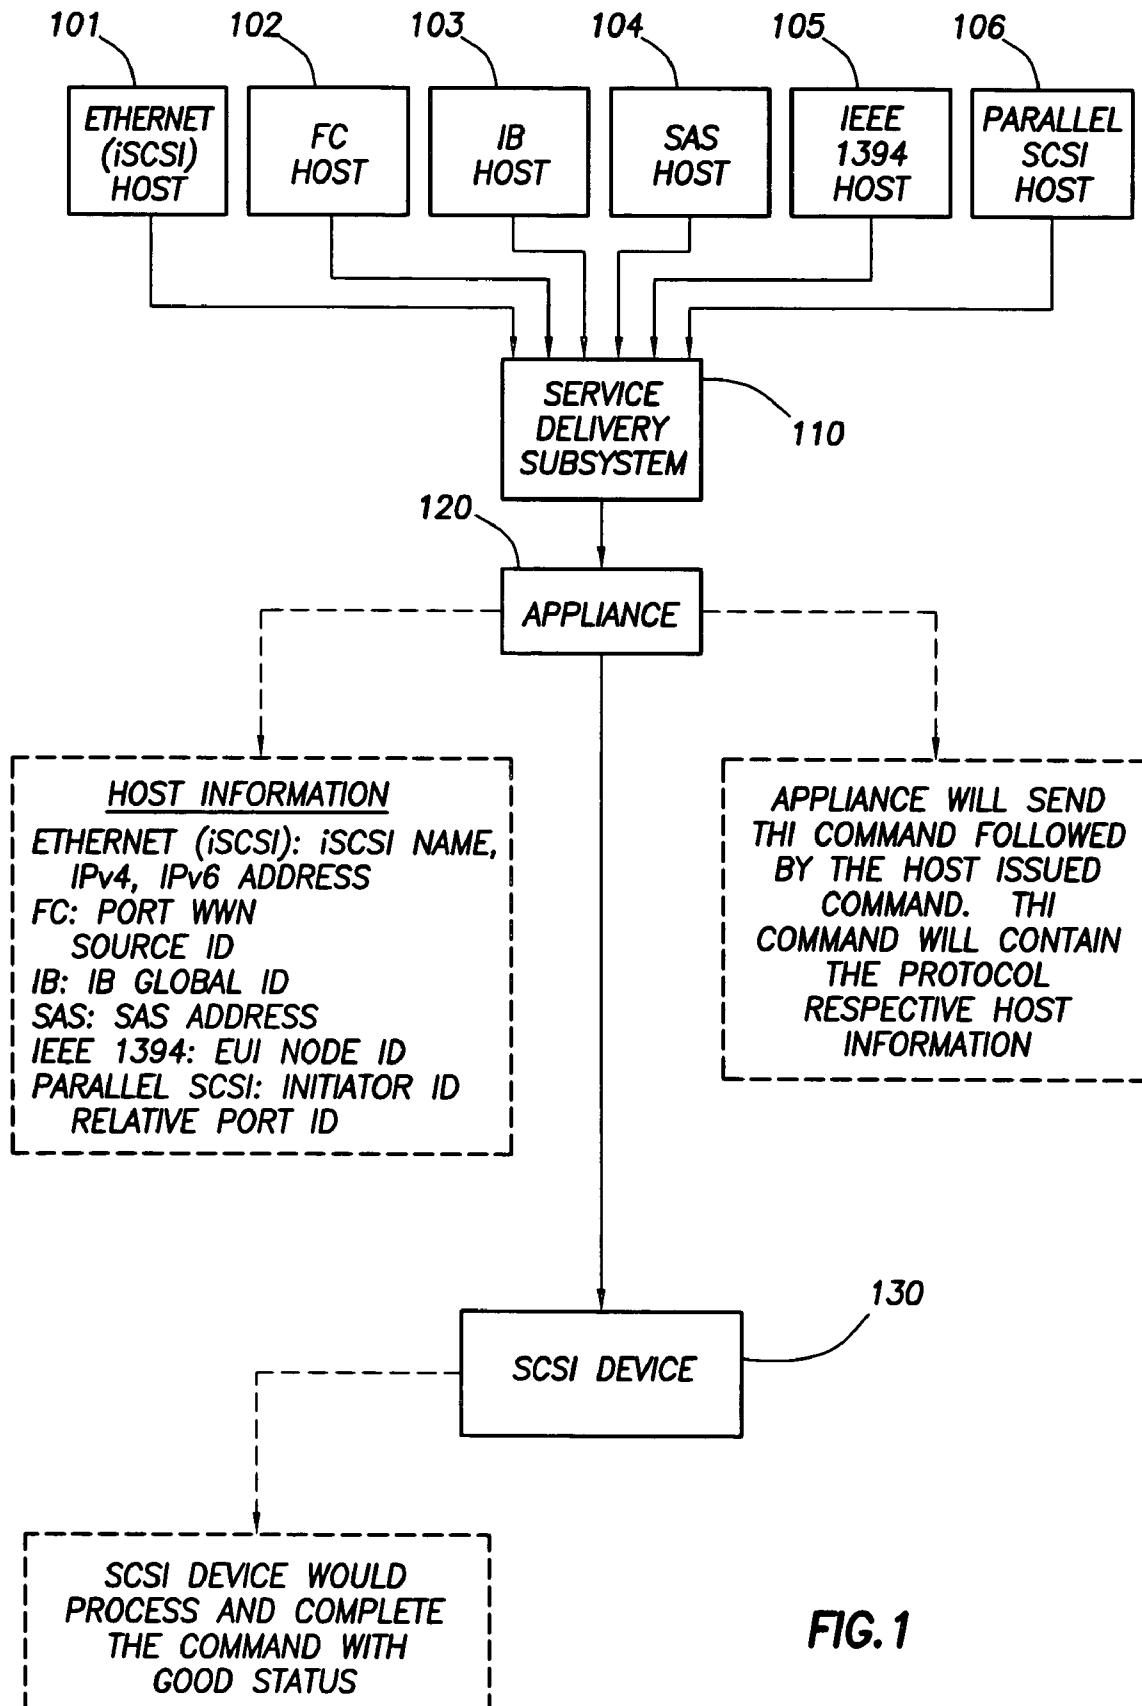 101
102
103
104
105
106
ETHERNET
(iSCSI)
HOST
FC
HOST
IB
HOST
SAS
HOST
IEEE
1394
HOST
PARALLEL
SCSI
HOST
SERVICE
DELIVERY
SUBSYSTEM
110
120
APPLIANCE
HOST INFORMATION
ETHERNET (iSCSI): iSCSI NAME,
IPv4, IPv6 ADDRESS
FC: PORT WWN
SOURCE ID
IB: IB GLOBAL ID
SAS: SAS ADDRESS
IEEE 1394: EUI NODE ID
PARALLEL SCSI: INITIATOR ID
RELATIVE PORT ID
APPLIANCE WILL SEND
THI COMMAND FOLLOWED
BY THE HOST ISSUED
COMMAND. THI
COMMAND WILL CONTAIN
THE PROTOCOL
RESPECTIVE HOST
INFORMATION
130
SCSI DEVICE
SCSI DEVICE WOULD
PROCESS AND COMPLETE
THE COMMAND WITH
GOOD STATUS
FIG. 1